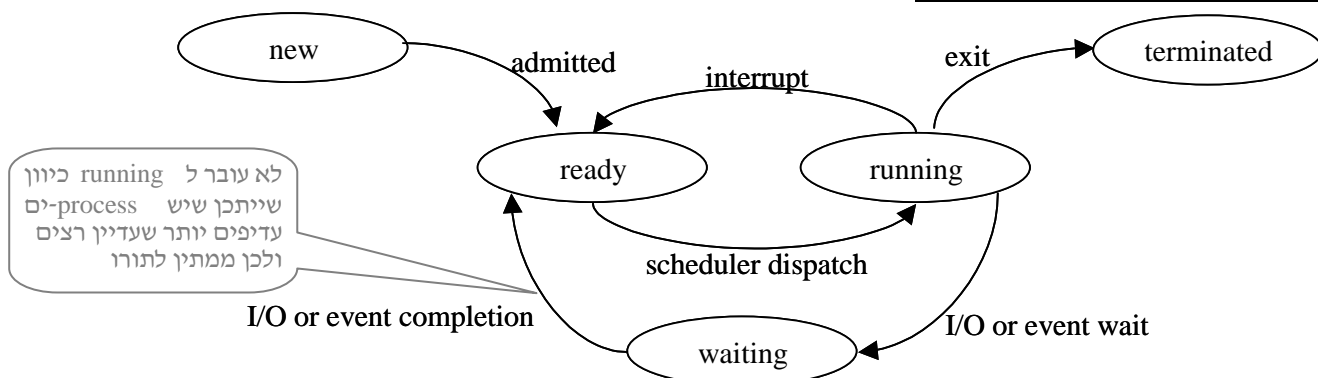 new
terminated
admitted
interrupt
exit
ready
running
לא עובר ל running כיוון
שייתכן שיש process-ים
עדיפים יותר שעדיין רצים
ולכן ממתין לתורו
scheduler dispatch
I/O or event completion
I/O or event wait
waiting